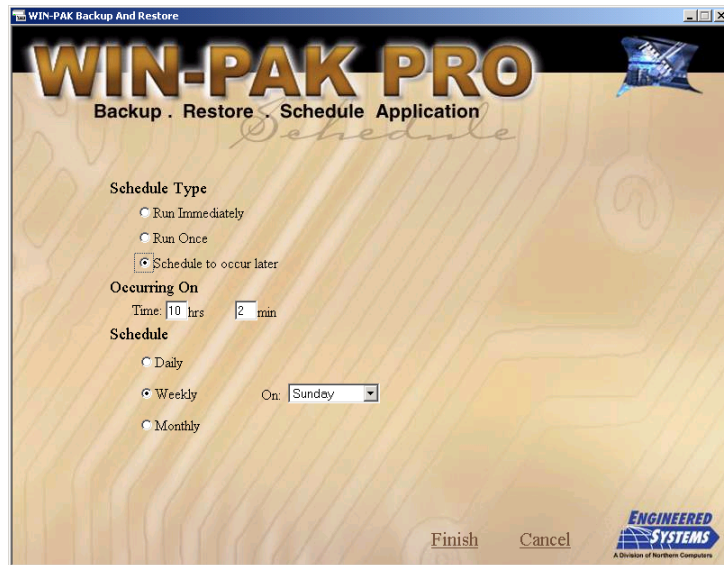 WIN-PAK Backup And Restore
WIN-PAK PRO
Backup . Restore . Schedule Application
Schedule
Schedule Type
Run Immediately
Run Once
Schedule to occur later
Occurring On
Time: 10 hrs 2 min
Schedule
Daily
Weekly On: Sunday
Monthly
Finish Cancel
ENGINEERED
SYSTEMS
A Division of Northern Computers